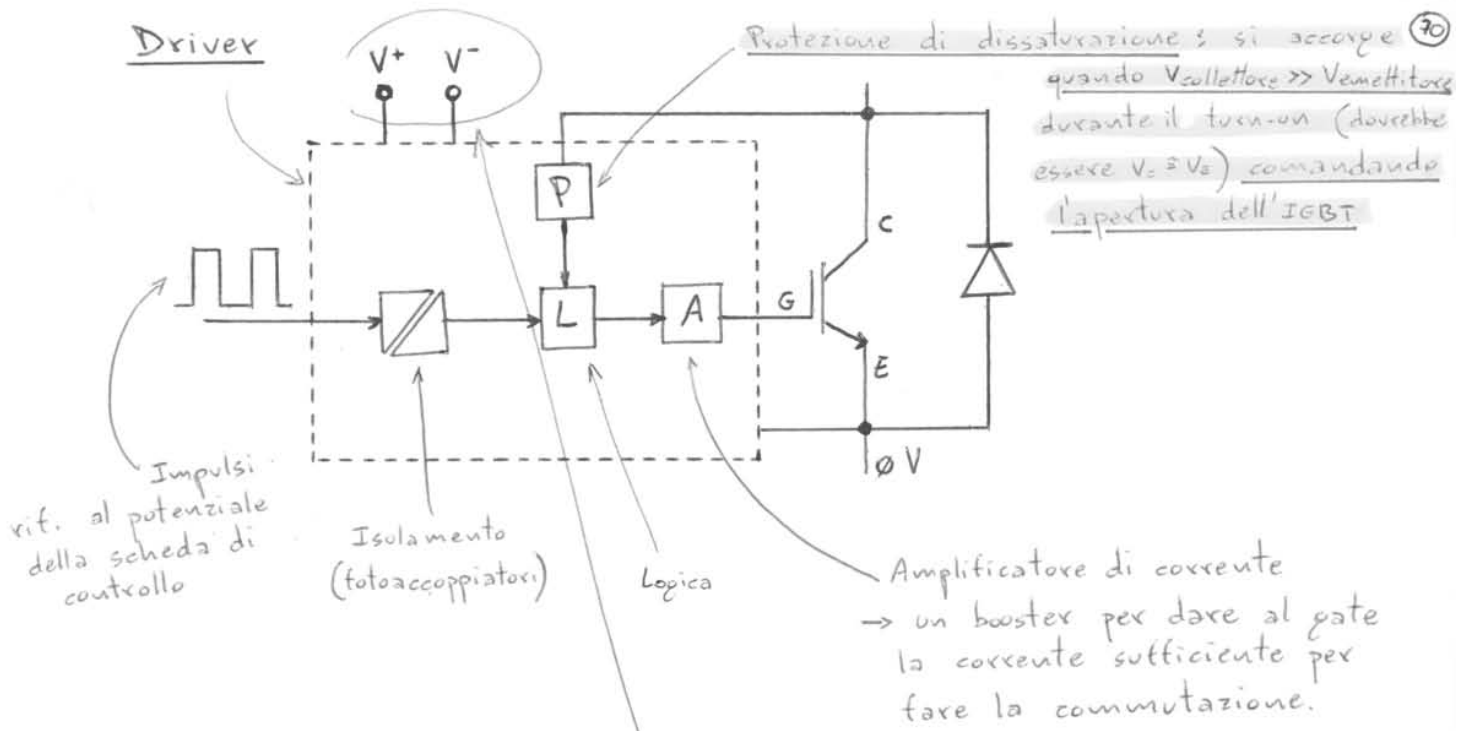 Driver
V+ V-
Protezione di dissaturazione: si accorge
70
quando Vcollettore >> Vemettitore
durante il turn-on (dovrebbe
essere Vc ≅ VE) comandando
l'apertura dell'IGBT
P
C
L
A
G
E
ØV
Impulsi
rif. al potenziale
della scheda di
controllo
Isolamento
(fotoaccoppiatori)
Logica
Amplificatore di corrente
→ un booster per dare al gate
la corrente sufficiente per
fare la commutazione.